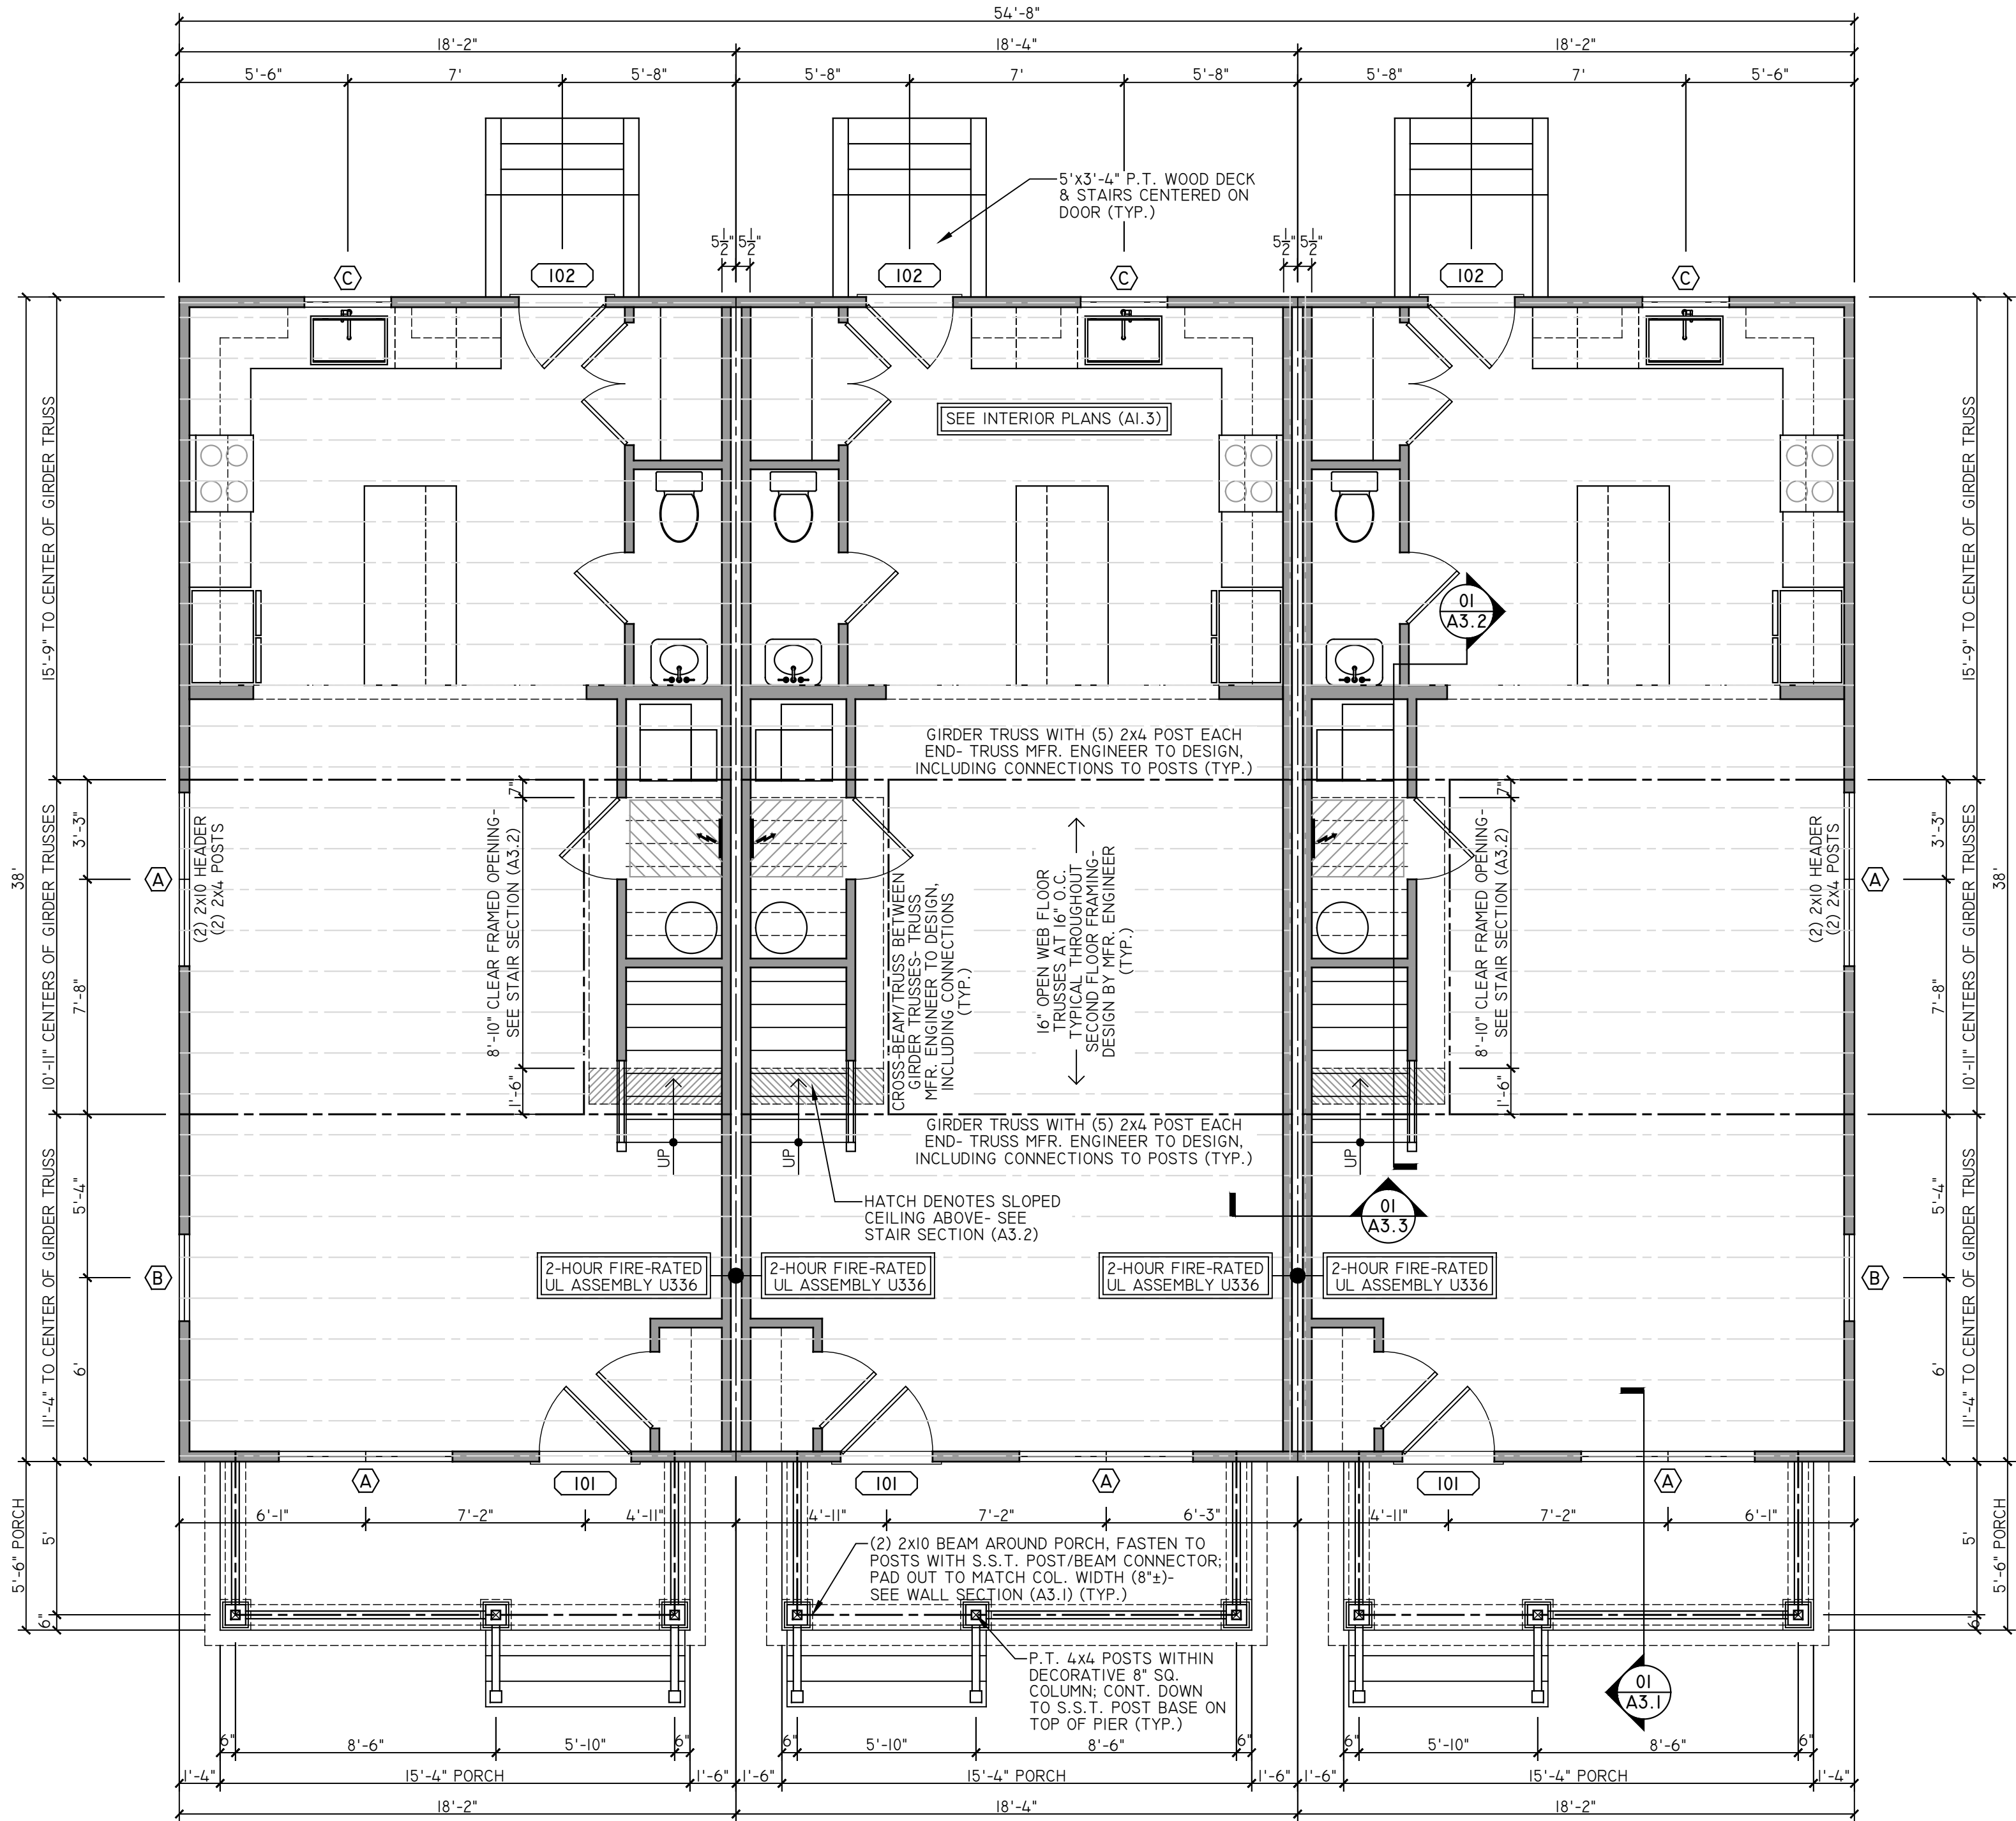 54'-8"
18'-2"
18'-4"
18'-2"
5'-6"
7'
5'-8"
5'-8"
7'
5'-8"
5'-8"
7'
5'-6"
5'x3'-4" P.T. WOOD DECK
& STAIRS CENTERED ON
DOOR (TYP.)
5 1/2"
5 1/2"
5 1/2"
5 1/2"
C
102
102
C
102
C
SEE INTERIOR PLANS (A1.3)
38'
15'-9" TO CENTER OF GIRDER TRUSS
10'-11" CENTERS OF GIRDER TRUSSES
11'-4" TO CENTER OF GIRDER TRUSS
3'-3"
7'-8"
5'-4"
6'
A
B
(2) 2x10 HEADER
(2) 2x4 POSTS
7"
8'-10" CLEAR FRAMED OPENING-
SEE STAIR SECTION (A3.2)
1'-6"
UP
UP
UP
GIRDER TRUSS WITH (5) 2x4 POST EACH
END- TRUSS MFR. ENGINEER TO DESIGN,
INCLUDING CONNECTIONS TO POSTS (TYP.)
CROSS-BEAM/TRUSS BETWEEN
GIRDER TRUSSES- TRUSS
MFR. ENGINEER TO DESIGN,
INCLUDING CONNECTIONS
(TYP.)
16" OPEN WEB FLOOR
TRUSSES AT 16" O.C.
TYPICAL THROUGHOUT
SECOND FLOOR FRAMING-
DESIGN BY MFR. ENGINEER
(TYP.)
GIRDER TRUSS WITH (5) 2x4 POST EACH
END- TRUSS MFR. ENGINEER TO DESIGN,
INCLUDING CONNECTIONS TO POSTS (TYP.)
HATCH DENOTES SLOPED
CEILING ABOVE- SEE
STAIR SECTION (A3.2)
01
A3.2
01
A3.3
7"
8'-10" CLEAR FRAMED OPENING-
SEE STAIR SECTION (A3.2)
1'-6"
(2) 2x10 HEADER
(2) 2x4 POSTS
A
B
3'-3"
7'-8"
5'-4"
6'
15'-9" TO CENTER OF GIRDER TRUSS
10'-11" CENTERS OF GIRDER TRUSSES
11'-4" TO CENTER OF GIRDER TRUSS
38'
2-HOUR FIRE-RATED
UL ASSEMBLY U336
2-HOUR FIRE-RATED
UL ASSEMBLY U336
2-HOUR FIRE-RATED
UL ASSEMBLY U336
2-HOUR FIRE-RATED
UL ASSEMBLY U336
A
101
101
A
101
A
6'-1"
7'-2"
4'-11"
4'-11"
7'-2"
6'-3"
4'-11"
7'-2"
6'-1"
5'-6" PORCH
5'
6"
5'
6"
5'-6" PORCH
(2) 2x10 BEAM AROUND PORCH, FASTEN TO
POSTS WITH S.S.T. POST/BEAM CONNECTOR;
PAD OUT TO MATCH COL. WIDTH (8"±)-
SEE WALL SECTION (A3.1) (TYP.)
P.T. 4x4 POSTS WITHIN
DECORATIVE 8" SQ.
COLUMN; CONT. DOWN
TO S.S.T. POST BASE ON
TOP OF PIER (TYP.)
01
A3.1
6"
8'-6"
5'-10"
6"
6"
5'-10"
8'-6"
6"
6"
5'-10"
8'-6"
6"
1'-4"
15'-4" PORCH
1'-6"
1'-6"
15'-4" PORCH
1'-6"
1'-6"
15'-4" PORCH
1'-4"
18'-2"
18'-4"
18'-2"